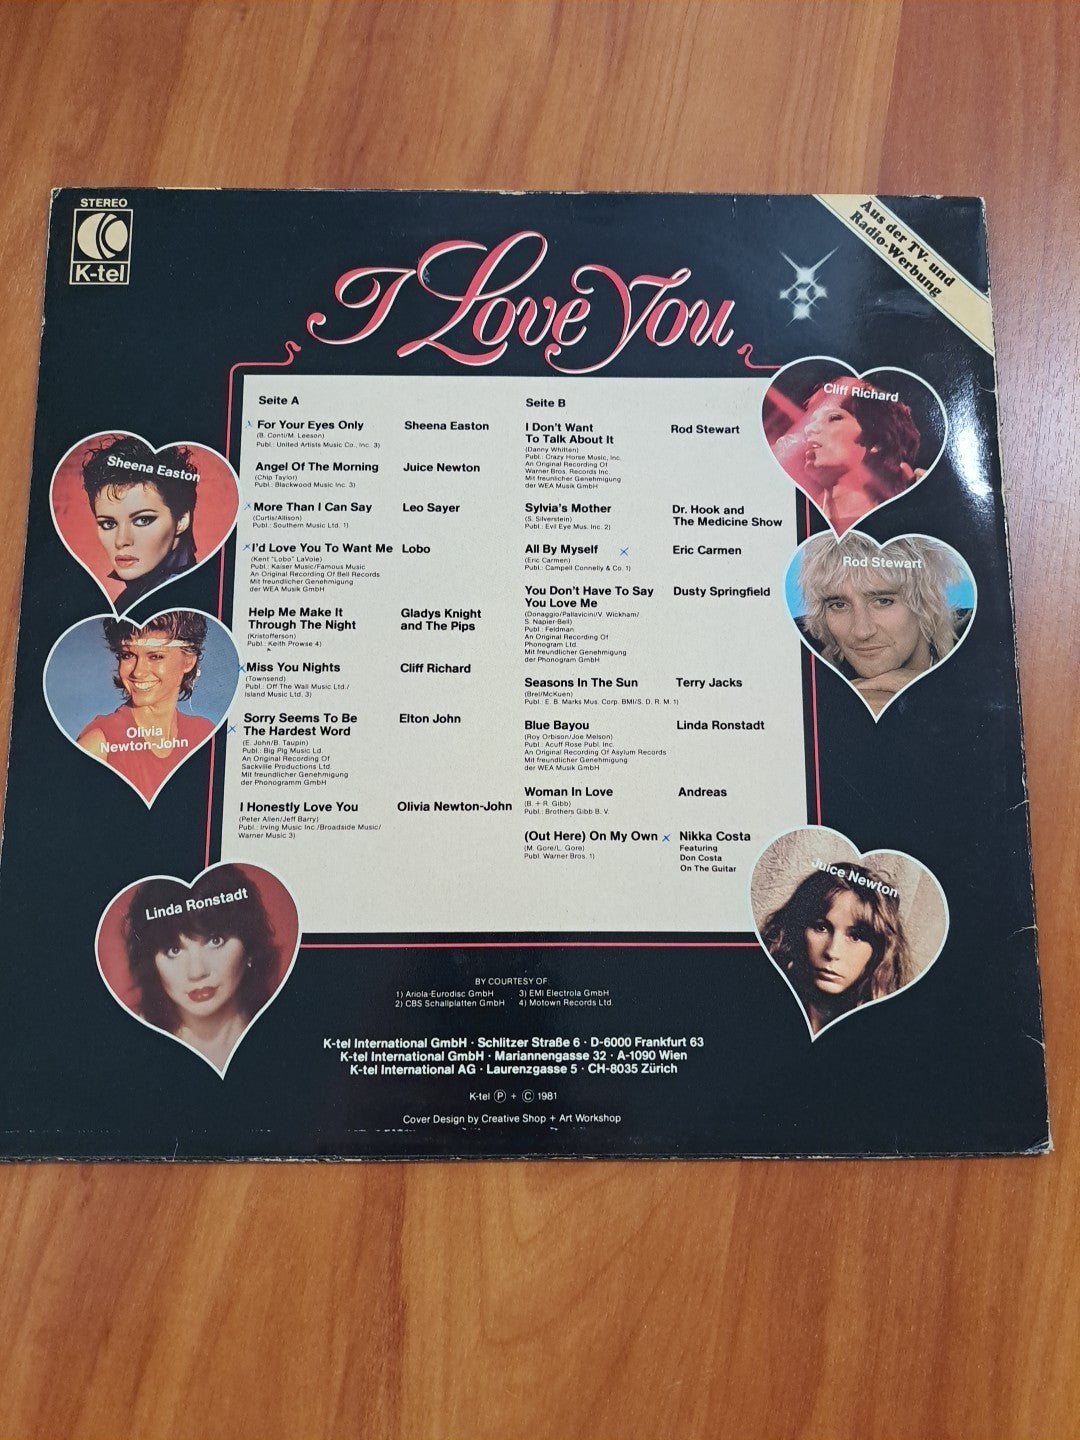 STEREO
K-tel
Aus der TV- und
Radio-Werbung
I Love You
Seite A
For Your Eyes Only Sheena Easton
(B. Conti/M. Leeson)
Publ.: United Artists Music Co., Inc. 3)
Angel Of The Morning Juice Newton
(Chip Taylor)
Publ.: Blackwood Music Inc. 3)
More Than I Can Say Leo Sayer
(Curtis/Allison)
Publ.: Southern Music Ltd. 1)
I'd Love You To Want Me Lobo
(Kent "Lobo" LaVoie)
Publ.: Kaiser Music/Famous Music
An Original Recording Of Bell Records
Mit freundlicher Genehmigung
der WEA Musik GmbH
Help Me Make It Gladys Knight
Through The Night and The Pips
(Kristofferson)
Publ.: Keith Prowse 4)
Miss You Nights Cliff Richard
(Townsend)
Publ.: Off The Wall Music Ltd./
Island Music Ltd. 3)
Sorry Seems To Be Elton John
The Hardest Word
(E. John/B. Taupin)
Publ.: Big Pig Music Ld.
An Original Recording Of
Sackville Productions Ltd.
Mit freundlicher Genehmigung
der Phonogramm GmbH
I Honestly Love You Olivia Newton-John
(Peter Allen/Jeff Barry)
Publ.: Irving Music Inc./Broadside Music/
Warner Music 3)
Seite B
I Don't Want Rod Stewart
To Talk About It
(Danny Whitten)
Publ.: Crazy Horse Music, Inc.
An Original Recording Of
Warner Bros. Records Inc.
Mit freundlicher Genehmigung
der WEA Musik GmbH
Sylvia's Mother Dr. Hook and
The Medicine Show
(S. Silverstein)
Publ.: Evil Eye Mus. Inc. 2)
All By Myself Eric Carmen
(Eric Carmen)
Publ.: Campell Connelly & Co. 1)
You Don't Have To Say Dusty Springfield
You Love Me
(Donaggio/Pallavicini/V. Wickham/
S. Napier-Bell)
Publ.: Feldman
An Original Recording Of
Phonogram Ltd.
Mit freundlicher Genehmigung
der Phonogram GmbH
Seasons In The Sun Terry Jacks
(Brel/McKuen)
Publ.: E. B. Marks Mus. Corp. BMI/S. D. R. M. 1)
Blue Bayou Linda Ronstadt
(Roy Orbison/Joe Melson)
Publ.: Acuff Rose Publ. Inc.
An Original Recording Of Asylum Records
Mit freundlicher Genehmigung
der WEA Musik GmbH
Woman In Love Andreas
(B. + R. Gibb)
Publ.: Brothers Gibb B. V.
(Out Here) On My Own Nikka Costa
(M. Gore/L. Gore) Featuring
Publ. Warner Bros. 1) Don Costa
On The Guitar
Sheena Easton
Olivia
Newton-John
Linda Ronstadt
Cliff Richard
Rod Stewart
Juice Newton
BY COURTESY OF:
1) Ariola-Eurodisc GmbH 3) EMI Electrola GmbH
2) CBS Schallplatten GmbH 4) Motown Records Ltd.
K-tel International GmbH · Schlitzer Straße 6 · D-6000 Frankfurt 63
K-tel International GmbH · Mariannengasse 32 · A-1090 Wien
K-tel International AG · Laurenzgasse 5 · CH-8035 Zürich
K-tel Ⓟ + Ⓒ 1981
Cover Design by Creative Shop + Art Workshop